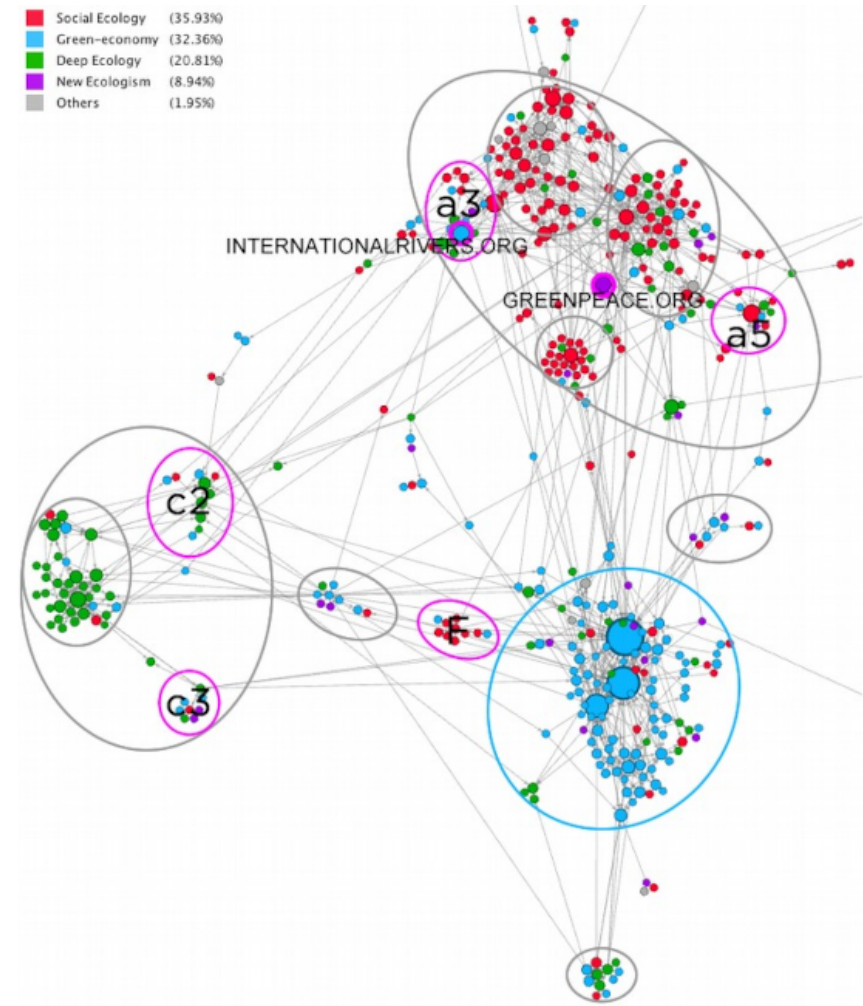 Social Ecology (35.93%)
Green-economy (32.36%)
Deep Ecology (20.81%)
New Ecologism (8.94%)
Others (1.95%)
a3
INTERNATIONALRIVERS.ORG
GREENPEACE.ORG
a5
c2
F
c3